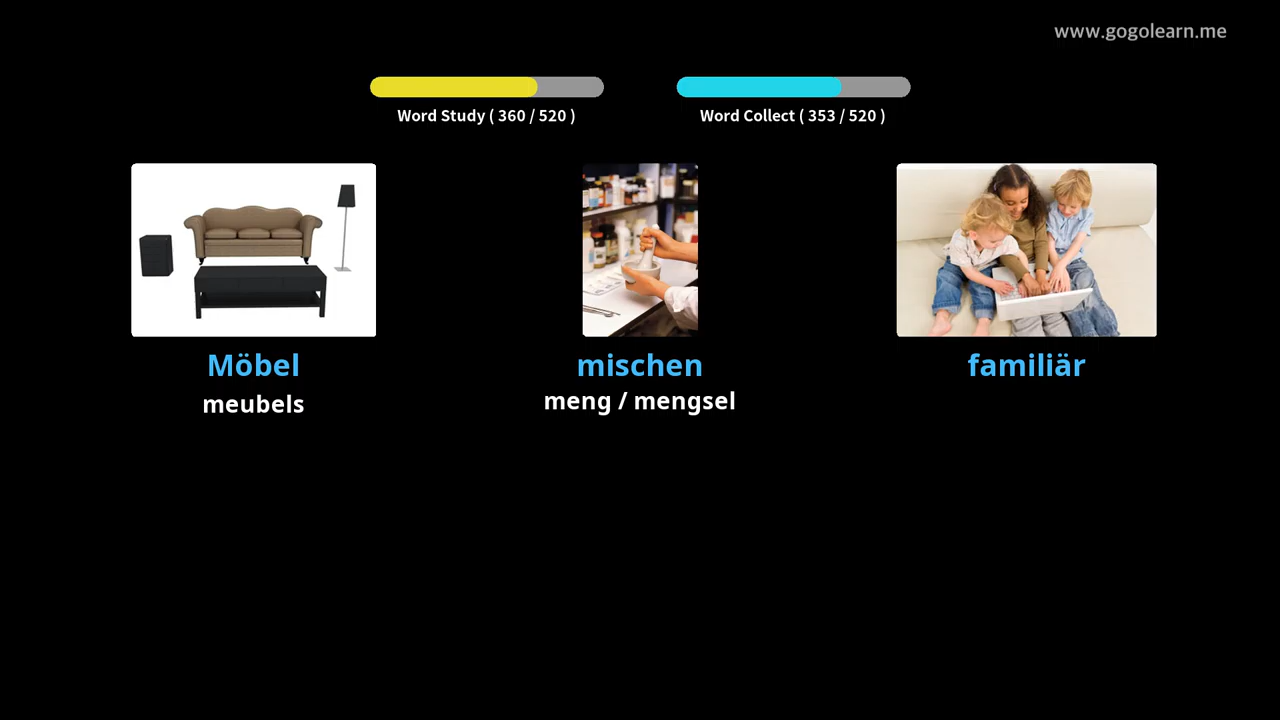 www.gogolearn.me
Word Study ( 360 / 520 )
Word Collect ( 353 / 520 )
Möbel
meubels
mischen
meng / mengsel
familiär